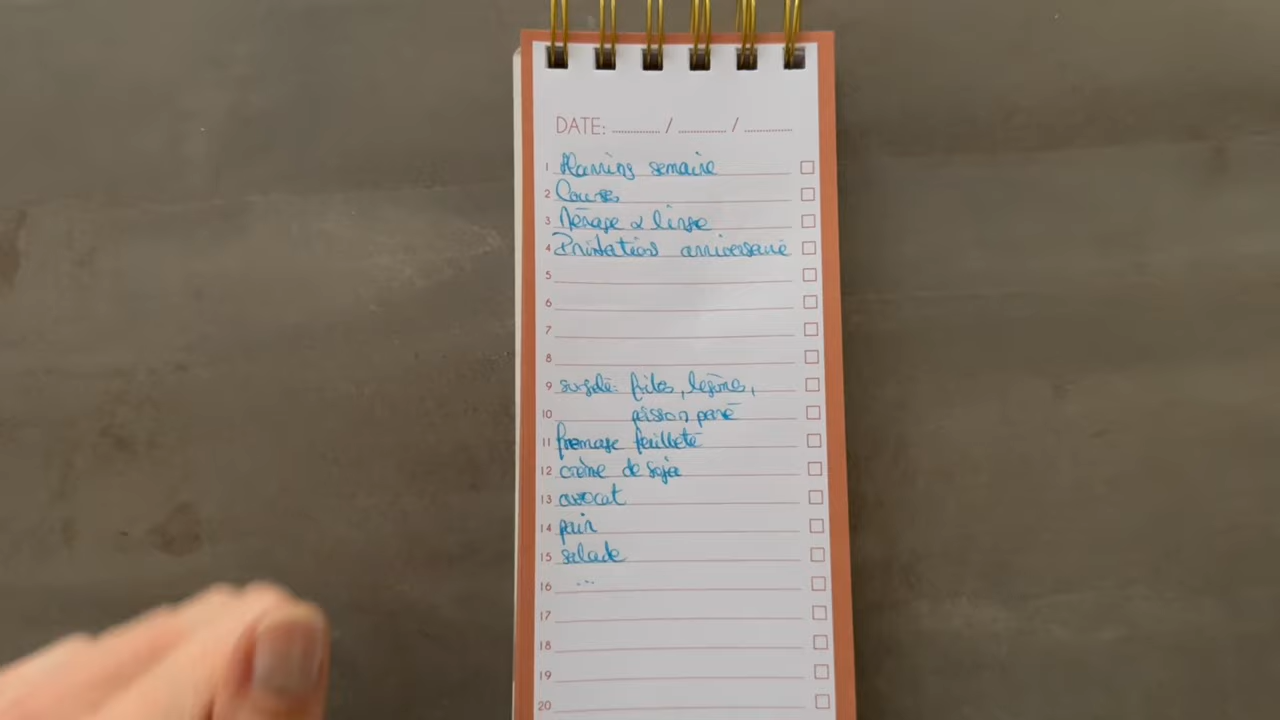 DATE: ........... / ........... / ...........
1 Planning semaine
2 Courses
3 Ménage & linge
4 Invitation anniversaire
5
6
7
8
9 surgelé: frites, légumes,
10 poisson pané
11 fromage feuilleté
12 crème de soja
13 avocat
14 pain
15 salade
16 ...
17
18
19
20